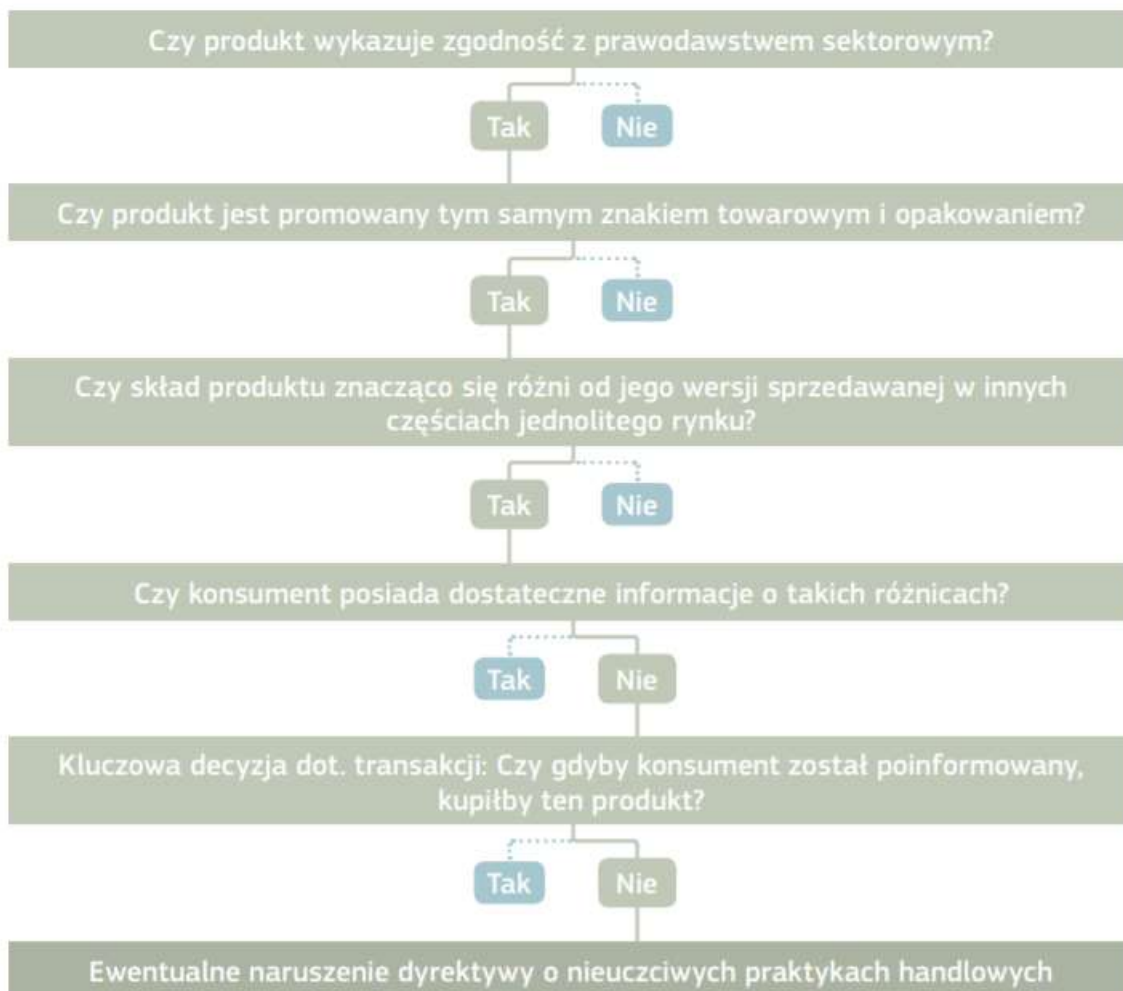 Czy produkt wykazuje zgodność z prawodawstwem sektorowym?
Tak Nie
Czy produkt jest promowany tym samym znakiem towarowym i opakowaniem?
Tak Nie
Czy skład produktu znacząco się różni od jego wersji sprzedawanej w innych
częściach jednolitego rynku?
Tak Nie
Czy konsument posiada dostateczne informacje o takich różnicach?
Tak Nie
Kluczowa decyzja dot. transakcji: Czy gdyby konsument został poinformowany,
kupiłby ten produkt?
Tak Nie
Ewentualne naruszenie dyrektywy o nieuczciwych praktykach handlowych